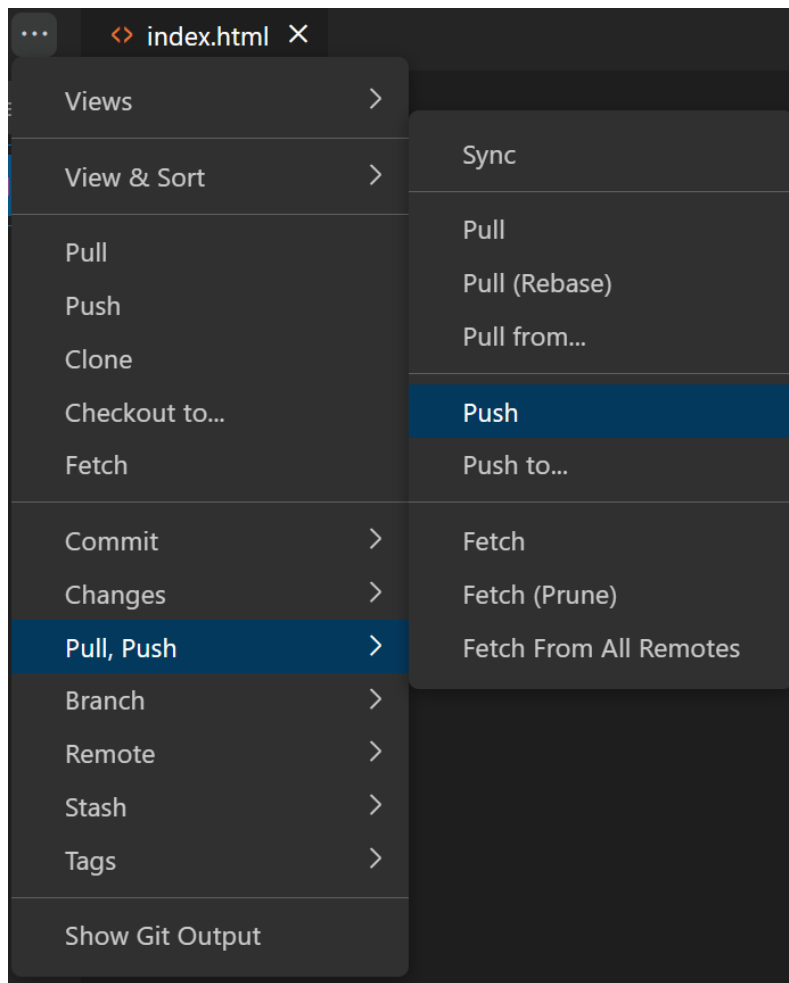 index.html
Views
View & Sort
Pull
Push
Clone
Checkout to...
Fetch
Commit
Changes
Pull, Push
Branch
Remote
Stash
Tags
Show Git Output
Sync
Pull
Pull (Rebase)
Pull from...
Push
Push to...
Fetch
Fetch (Prune)
Fetch From All Remotes